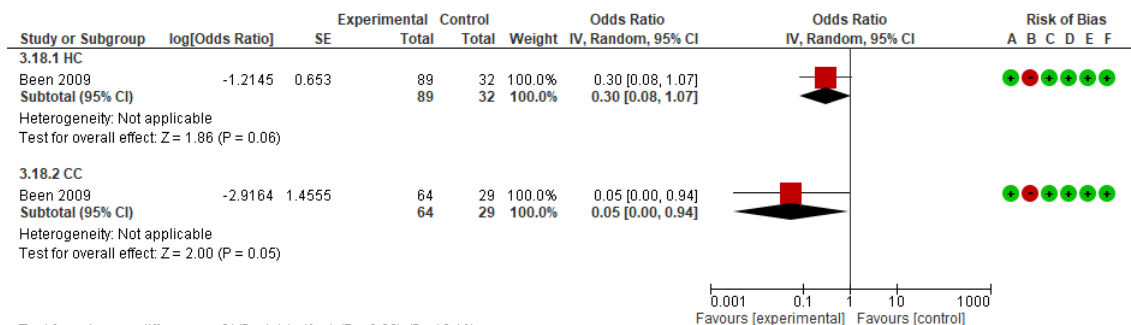 Experimental Control Odds Ratio Odds Ratio Risk of Bias
Study or Subgroup log[Odds Ratio] SE Total Total Weight IV, Random, 95% CI IV, Random, 95% CI A B C D E F
3.18.1 HC
Been 2009 -1.2145 0.653 89 32 100.0% 0.30 [0.08, 1.07] + - + + + +
Subtotal (95% CI) 89 32 100.0% 0.30 [0.08, 1.07]
Heterogeneity: Not applicable
Test for overall effect: Z = 1.86 (P = 0.06)
3.18.2 CC
Been 2009 -2.9164 1.4555 64 29 100.0% 0.05 [0.00, 0.94] + - + + + +
Subtotal (95% CI) 64 29 100.0% 0.05 [0.00, 0.94]
Heterogeneity: Not applicable
Test for overall effect: Z = 2.00 (P = 0.05)
0.001 0.1 1 10 1000
Favours [experimental] Favours [control]